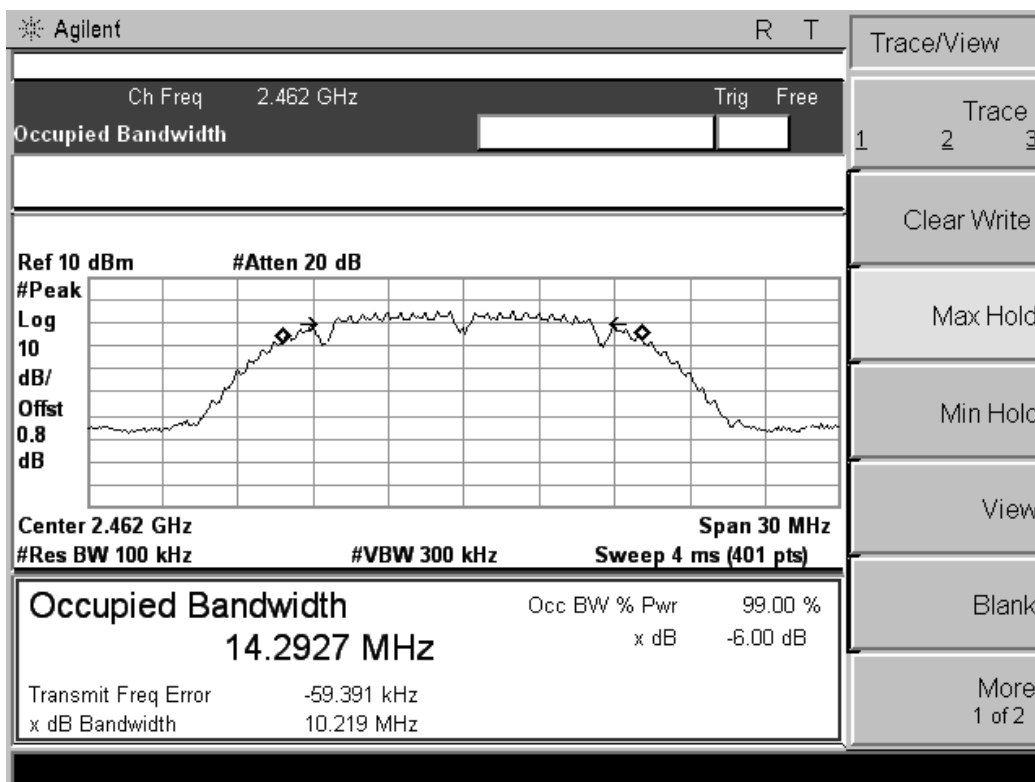 Agilent R T
Trace/View
Ch Freq 2.462 GHz Trig Free
Occupied Bandwidth
Trace
1 2 3
Clear Write
Max Hold
Min Hold
View
Blank
More
1 of 2
Ref 10 dBm #Atten 20 dB
#Peak
Log
10
dB/
Offst
0.8
dB
Center 2.462 GHz Span 30 MHz
#Res BW 100 kHz #VBW 300 kHz Sweep 4 ms (401 pts)
Occupied Bandwidth
14.2927 MHz
Occ BW % Pwr 99.00 %
x dB -6.00 dB
Transmit Freq Error -59.391 kHz
x dB Bandwidth 10.219 MHz